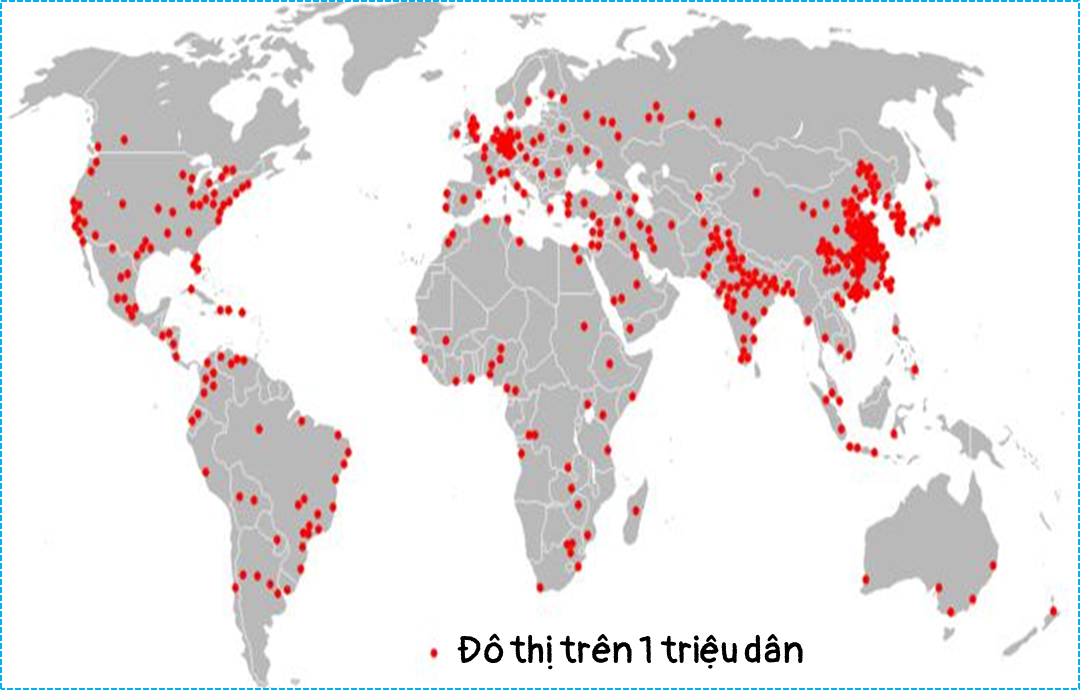 Đô thị trên 1 triệu dân